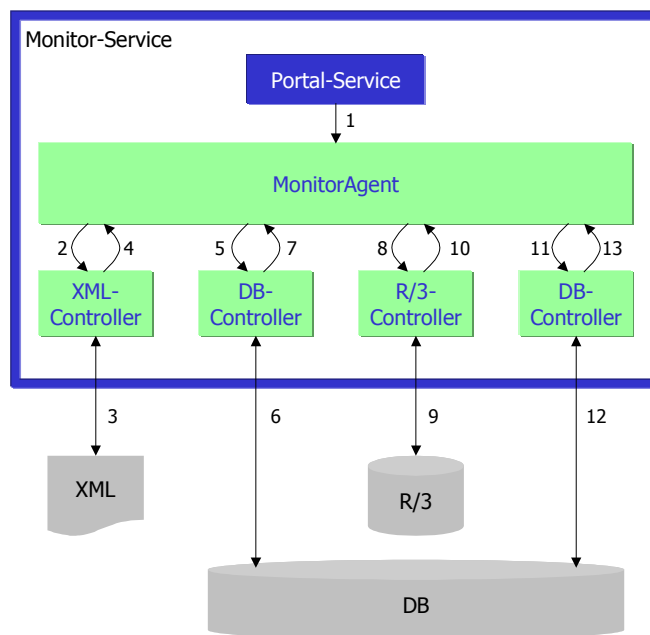 Monitor-Service
Portal-Service
1
MonitorAgent
2
4
5
7
8
10
11
13
XML-
Controller
DB-
Controller
R/3-
Controller
DB-
Controller
3
6
9
12
XML
R/3
DB